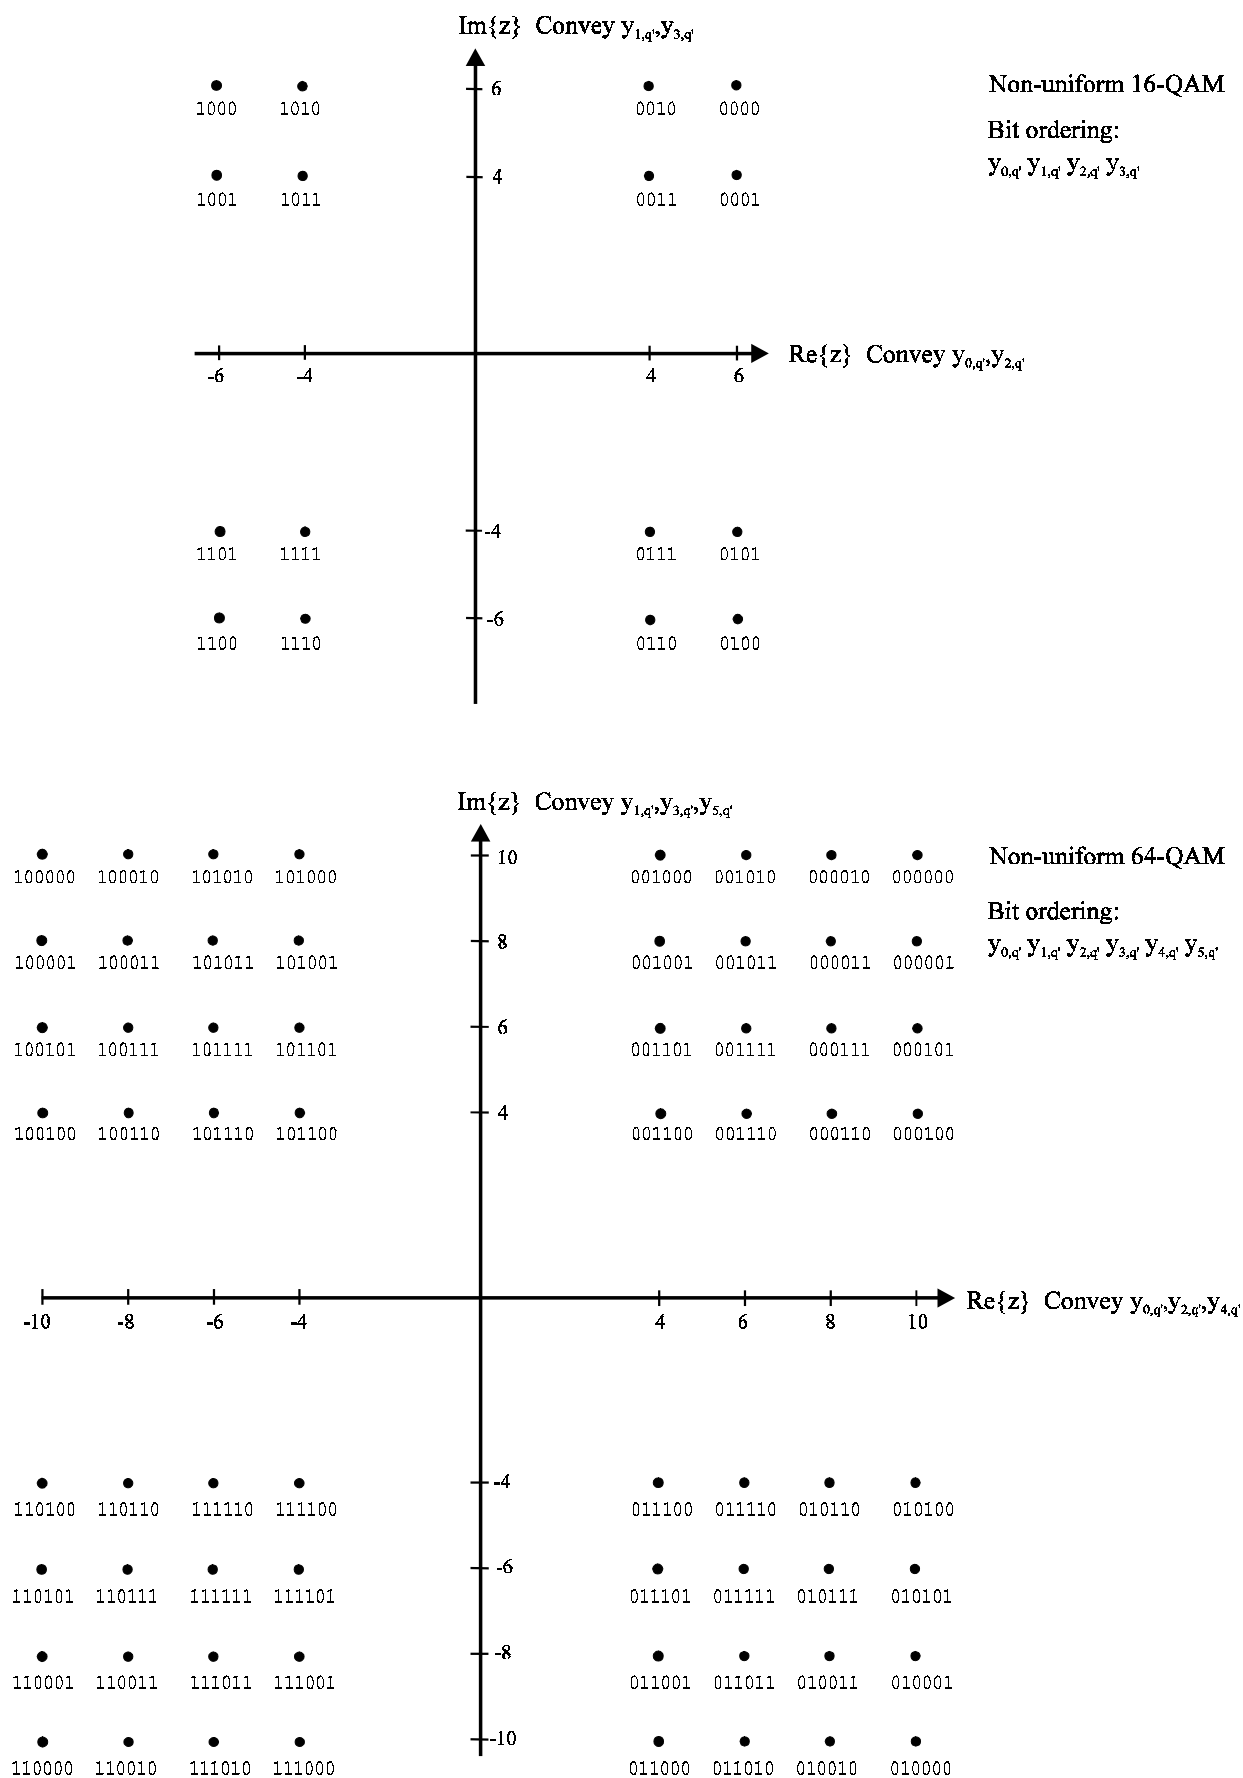 Im{z} Convey y1,q',y3,q'
6
Non-uniform 16-QAM
1000 1010 0010 0000
Bit ordering:
y0,q' y1,q' y2,q' y3,q'
4
1001 1011 0011 0001
Re{z} Convey y0,q',y2,q'
-6 -4 4 6
-4
1101 1111 0111 0101
-6
1100 1110 0110 0100
Im{z} Convey y1,q',y3,q',y5,q'
10
Non-uniform 64-QAM
100000 100010 101010 101000 001000 001010 000010 000000
Bit ordering:
8
y0,q' y1,q' y2,q' y3,q' y4,q' y5,q'
100001 100011 101011 101001 001001 001011 000011 000001
6
100101 100111 101111 101101 001101 001111 000111 000101
4
100100 100110 101110 101100 001100 001110 000110 000100
Re{z} Convey y0,q',y2,q',y4,q'
-10 -8 -6 -4 4 6 8 10
-4
110100 110110 111110 111100 011100 011110 010110 010100
-6
110101 110111 111111 111101 011101 011111 010111 010101
-8
110001 110011 111011 111001 011001 011011 010011 010001
-10
110000 110010 111010 111000 011000 011010 010010 010000